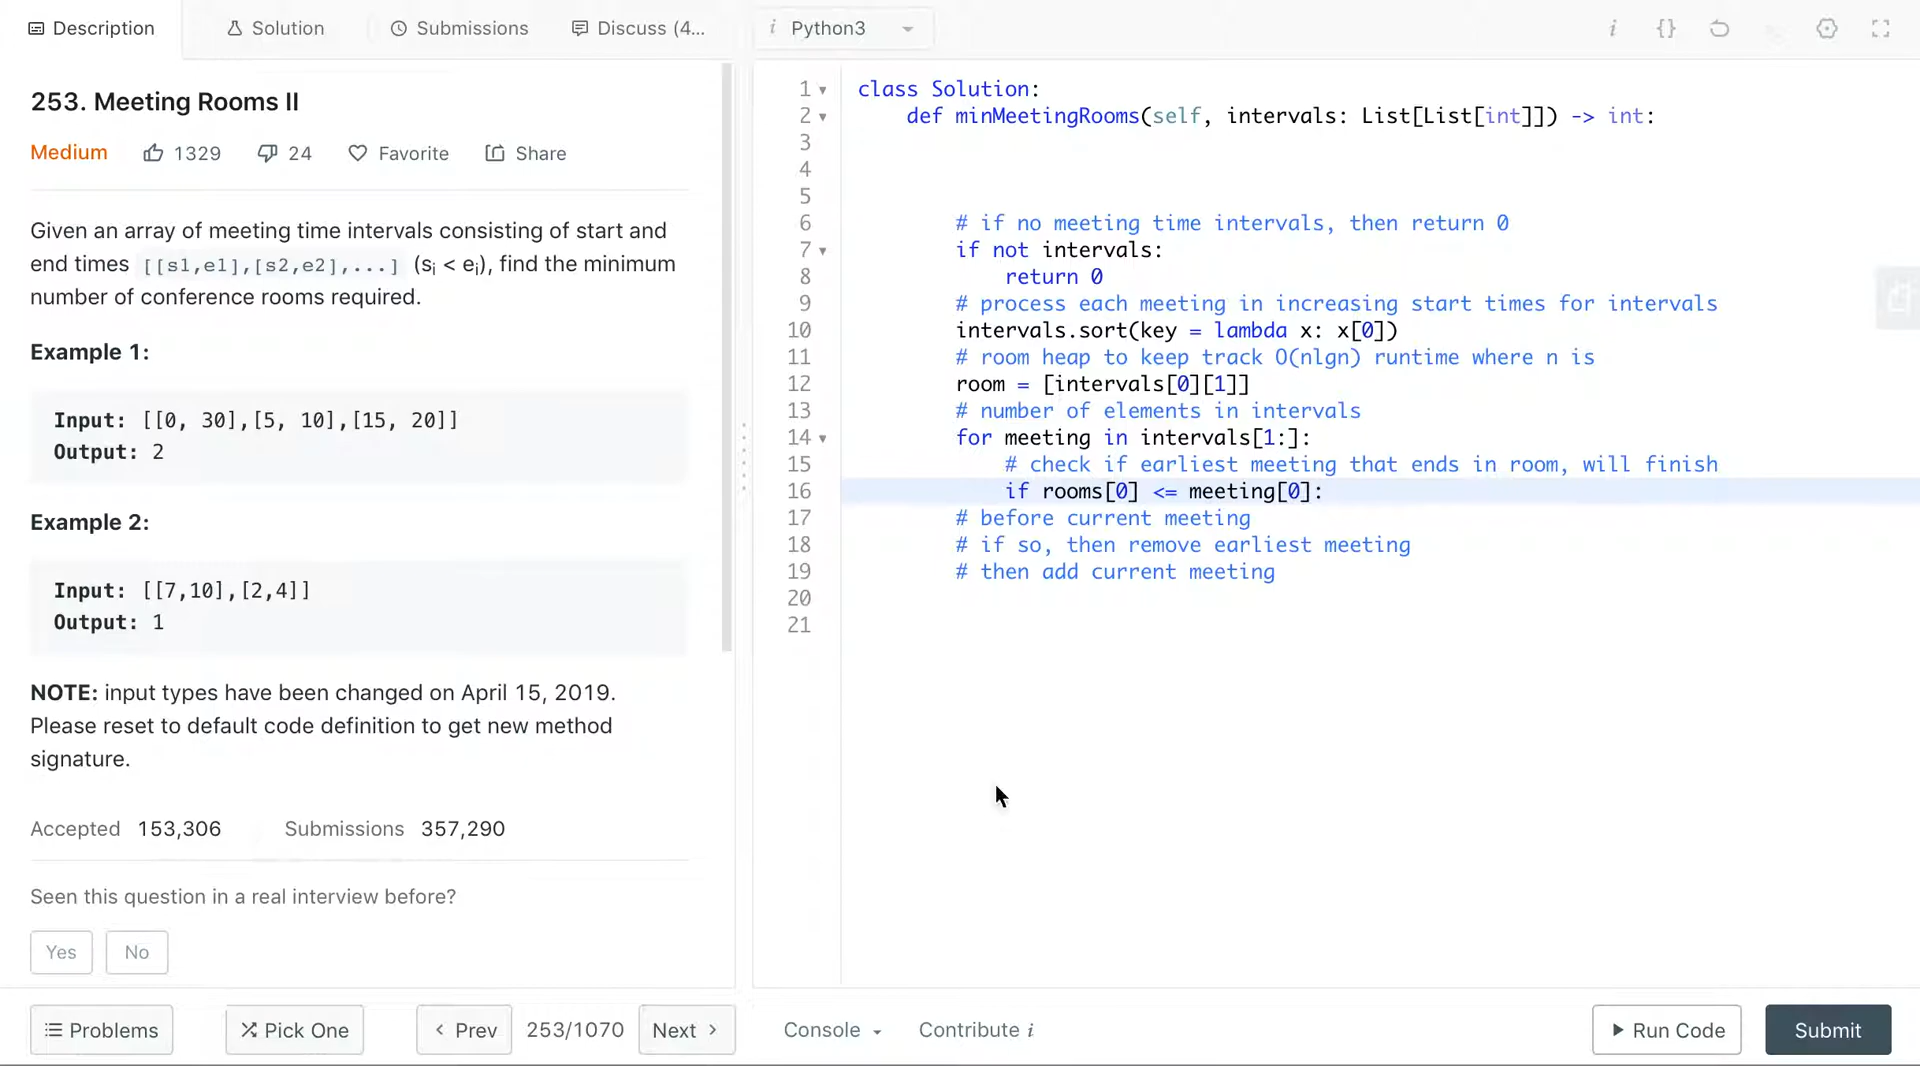 Description
Solution
Submissions
Discuss (4...
i Python3
i {}
253. Meeting Rooms II
Medium 1329 24 Favorite Share
Given an array of meeting time intervals consisting of start and
end times [[s1,e1],[s2,e2],...] (si < ei), find the minimum
number of conference rooms required.
Example 1:
Input: [[0, 30],[5, 10],[15, 20]]
Output: 2
Example 2:
Input: [[7,10],[2,4]]
Output: 1
NOTE: input types have been changed on April 15, 2019.
Please reset to default code definition to get new method
signature.
Accepted 153,306 Submissions 357,290
Seen this question in a real interview before?
Yes No
1 class Solution:
2 def minMeetingRooms(self, intervals: List[List[int]]) -> int:
3
4
5
6 # if no meeting time intervals, then return 0
7 if not intervals:
8 return 0
9 # process each meeting in increasing start times for intervals
10 intervals.sort(key = lambda x: x[0])
11 # room heap to keep track O(nlgn) runtime where n is
12 room = [intervals[0][1]]
13 # number of elements in intervals
14 for meeting in intervals[1:]:
15 # check if earliest meeting that ends in room, will finish
16 if rooms[0] <= meeting[0]:
17 # before current meeting
18 # if so, then remove earliest meeting
19 # then add current meeting
20
21
Problems Pick One Prev 253/1070 Next Console Contribute i Run Code Submit